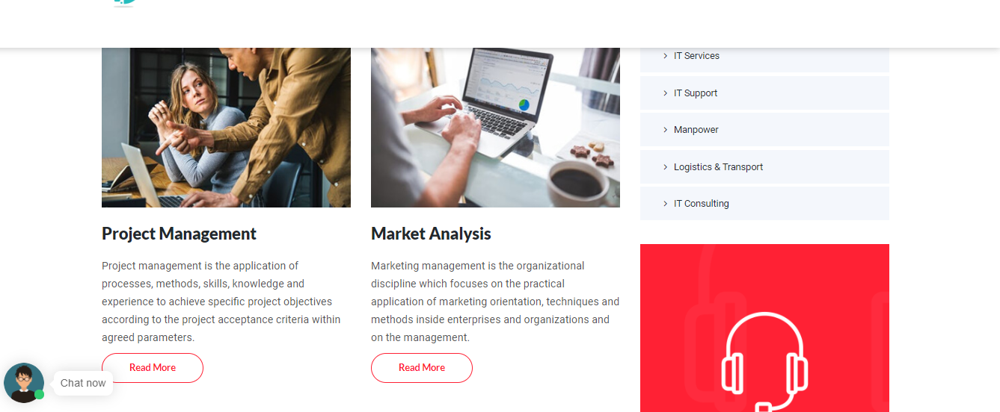 IT Services
IT Support
Manpower
Logistics & Transport
IT Consulting
Project Management
Project management is the application of
processes, methods, skills, knowledge and
experience to achieve specific project objectives
according to the project acceptance criteria within
agreed parameters.
Read More
Market Analysis
Marketing management is the organizational
discipline which focuses on the practical
application of marketing orientation, techniques and
methods inside enterprises and organizations and
on the management.
Read More
Chat now